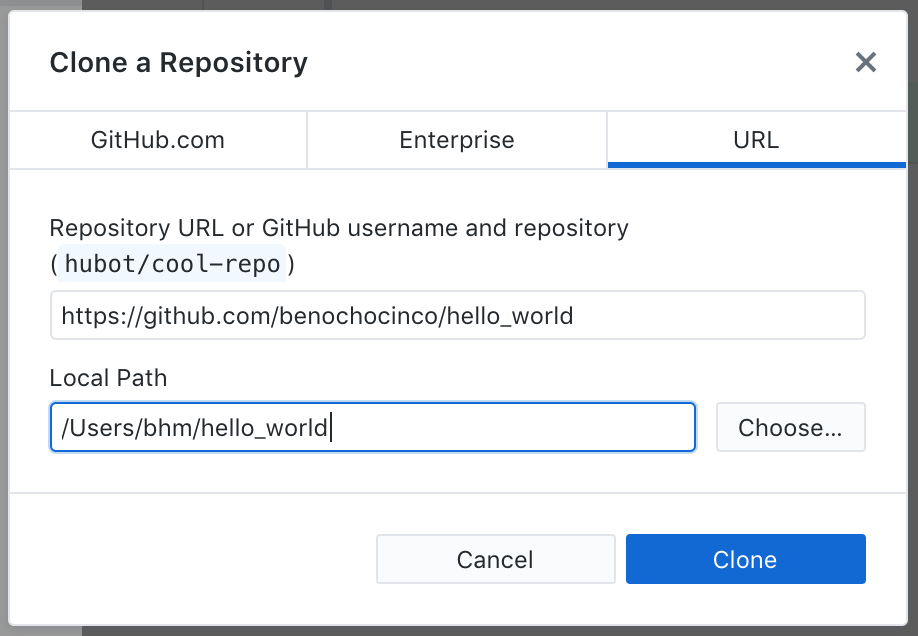 Clone a Repository
GitHub.com
Enterprise
URL
Repository URL or GitHub username and repository
(hubot/cool-repo)
https://github.com/benochocinco/hello_world
Local Path
/Users/bhm/hello_world
Choose...
Cancel
Clone